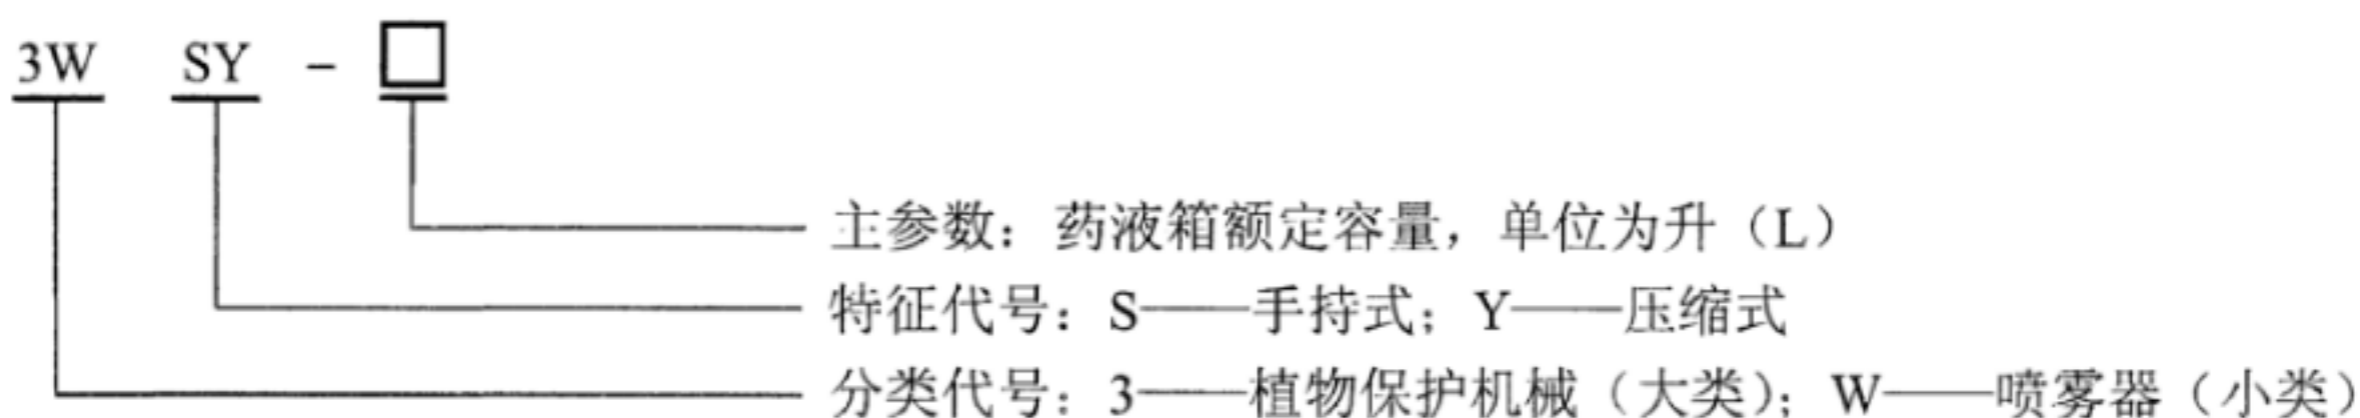 3W SY - □
主参数：药液箱额定容量，单位为升（L）
特征代号：S——手持式；Y——压缩式
分类代号：3——植物保护机械（大类）；W——喷雾器（小类）